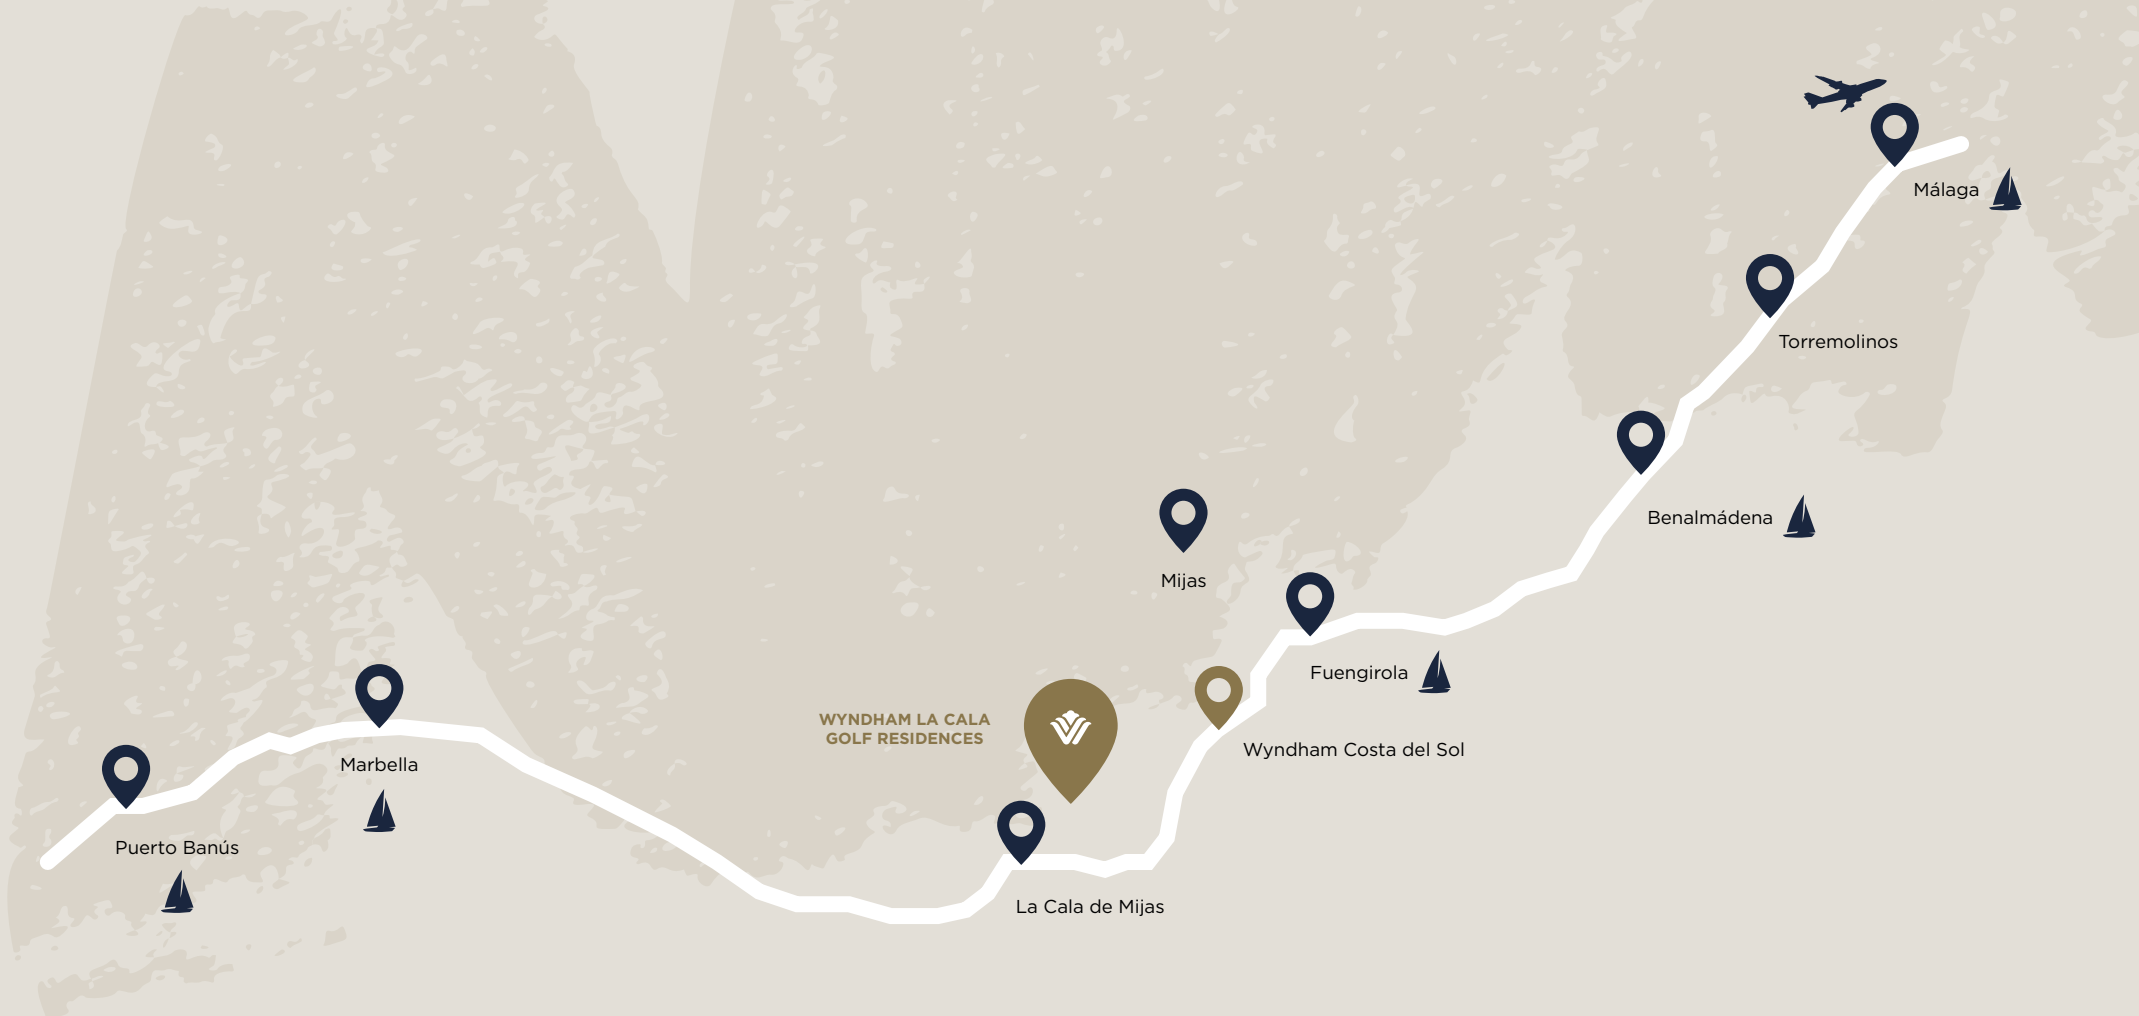 Málaga
Torremolinos
Benalmádena
Mijas
Fuengirola
WYNDHAM LA CALA
GOLF RESIDENCES
Wyndham Costa del Sol
Marbella
Puerto Banús
La Cala de Mijas